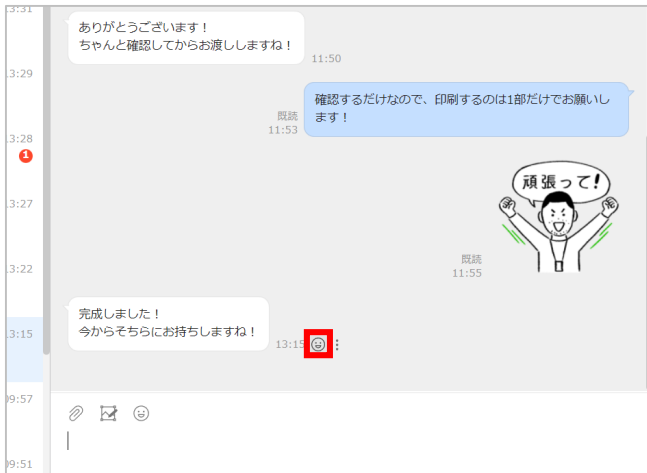 13:31
ありがとうございます！
ちゃんと確認してからお渡ししますね！
11:50
13:29
確認するだけなので、印刷するのは1部だけでお願いし
ます！
既読
11:53
13:28
1
頑張って!
13:27
既読
11:55
13:22
完成しました！
今からそちらにお持ちしますね！
13:15
13:15
09:57
09:51